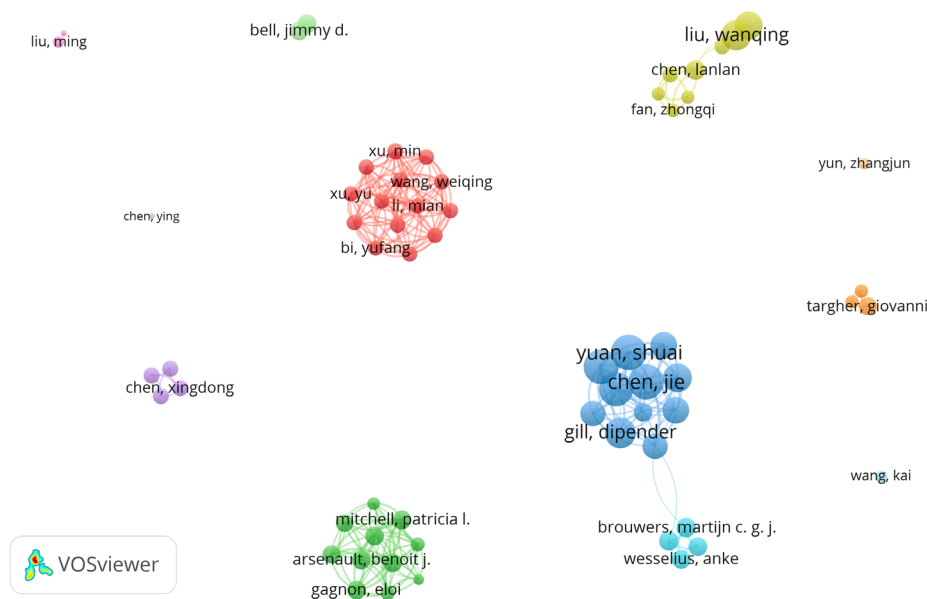 liu, ming
bell, jimmy d.
liu, wanqing
chen, lanlan
fan, zhongqi
xu, min
wang, weiqing
xu, yu
li, mian
bi, yufang
yun, zhangjun
chen, ying
targher, giovanni
yuan, shuai
chen, jie
gill, dipender
chen, xingdong
wang, kai
mitchell, patricia l.
arsenault, benoit j.
gagnon, eloi
brouwers, martijn c. g. j.
wesselius, anke
VOSviewer